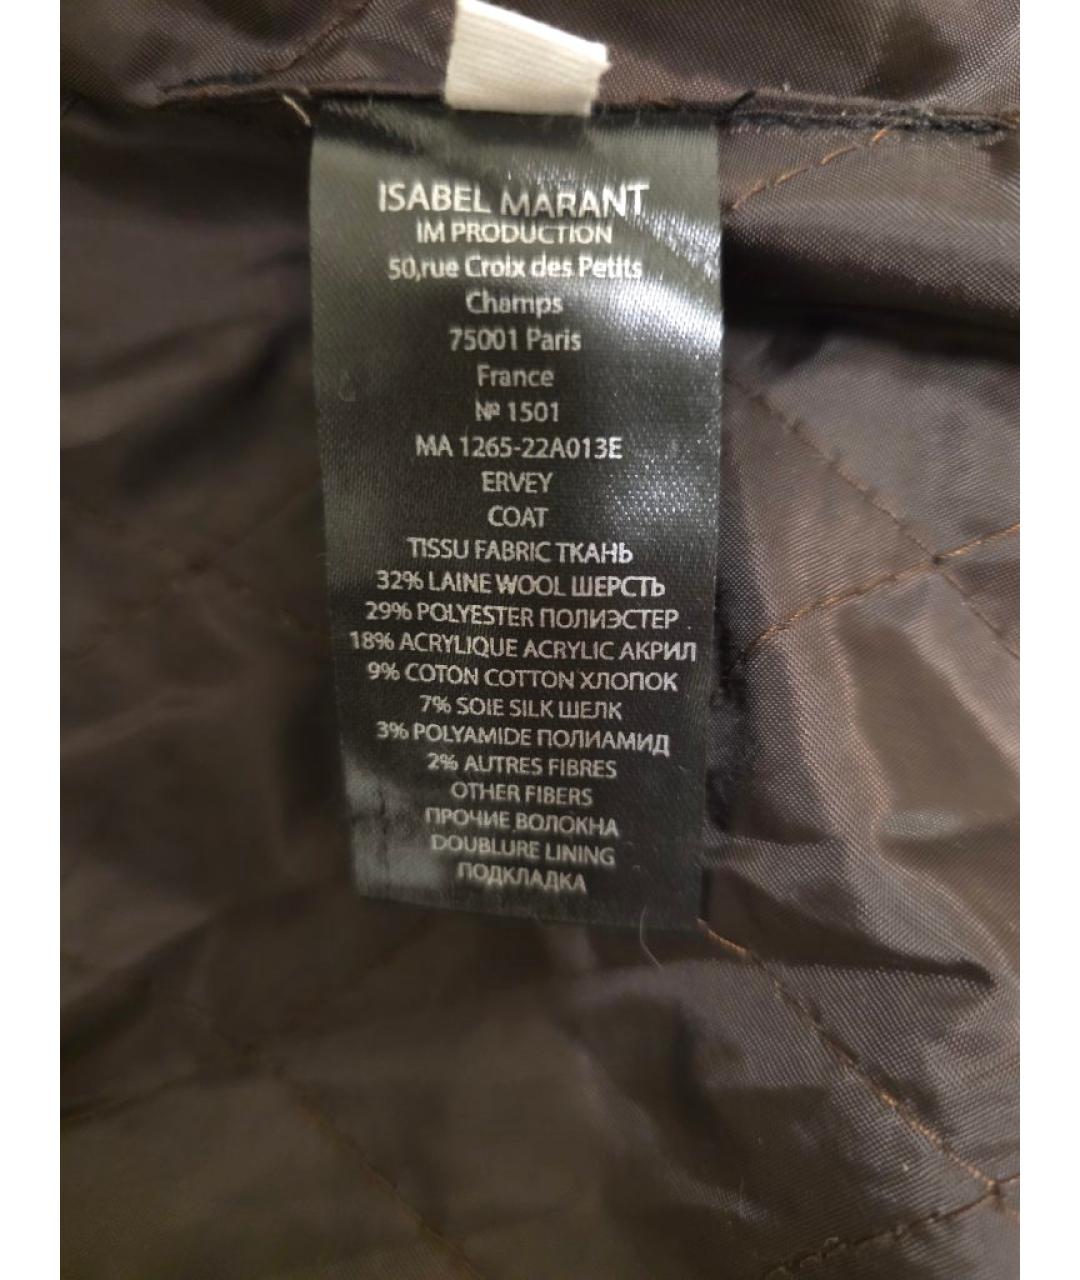 ISABEL MARANT
IM PRODUCTION
50,rue Croix des Petits
Champs
75001 Paris
France
№ 1501
MA 1265-22A013E
ERVEY
COAT
TISSU FABRIC ТКАНЬ
32% LAINE WOOL ШЕРСТЬ
29% POLYESTER ПОЛИЭСТЕР
18% ACRYLIQUE ACRYLIC АКРИЛ
9% COTON COTTON ХЛОПОК
7% SOIE SILK ШЕЛК
3% POLYAMIDE ПОЛИАМИД
2% AUTRES FIBRES
OTHER FIBERS
ПРОЧИЕ ВОЛОКНА
DOUBLURE LINING
ПОДКЛАДКА